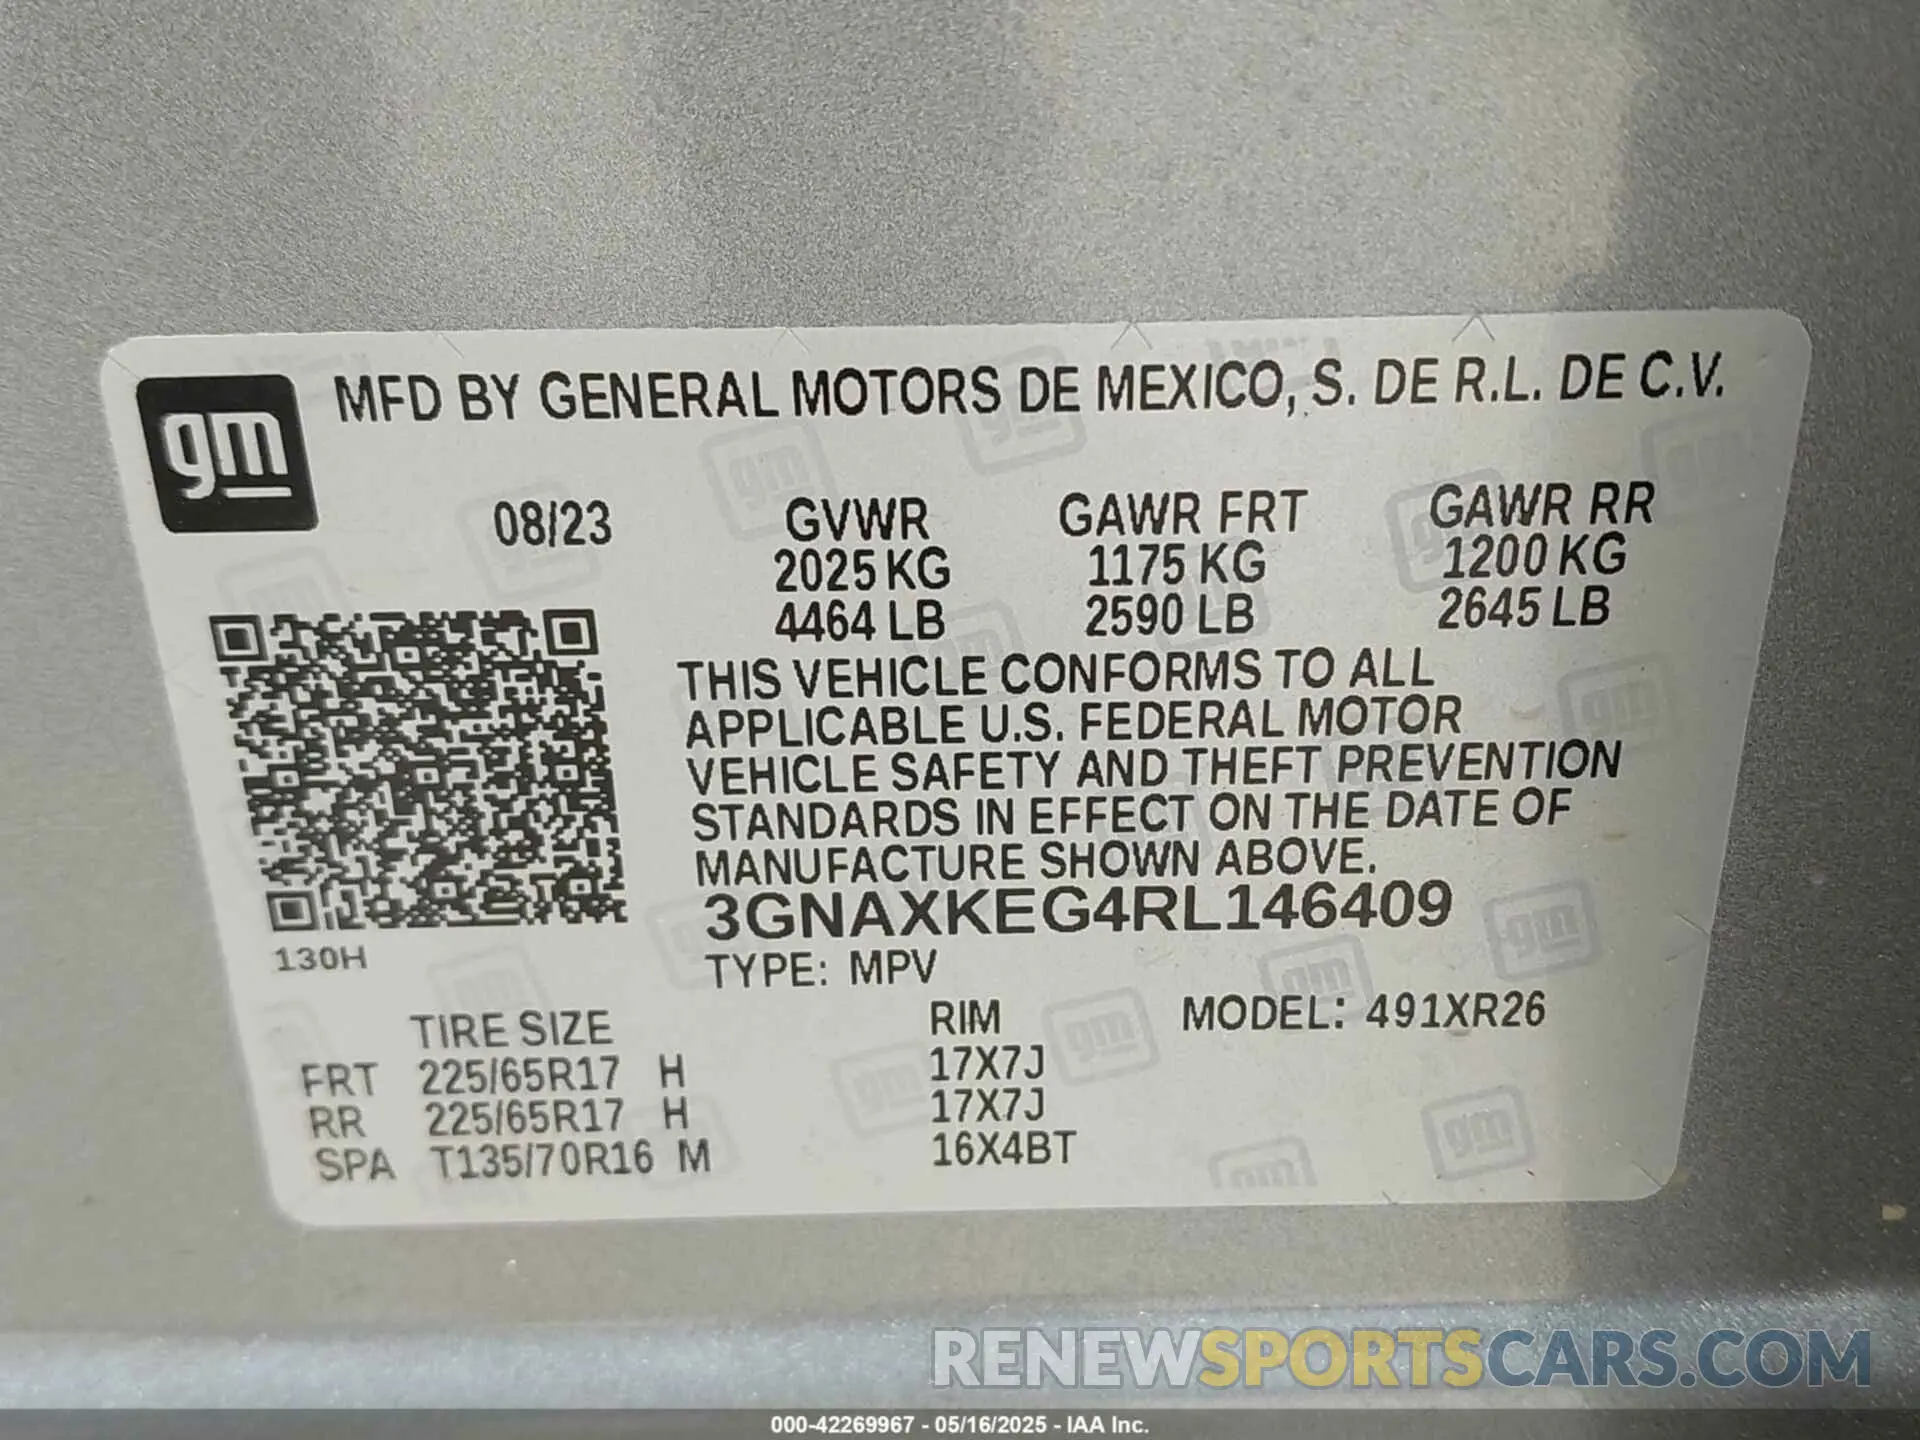 gm
MFD BY GENERAL MOTORS DE MEXICO, S. DE R.L. DE C.V.
08/23 GVWR GAWR FRT GAWR RR
2025 KG 1175 KG 1200 KG
4464 LB 2590 LB 2645 LB
THIS VEHICLE CONFORMS TO ALL
APPLICABLE U.S. FEDERAL MOTOR
VEHICLE SAFETY AND THEFT PREVENTION
STANDARDS IN EFFECT ON THE DATE OF
MANUFACTURE SHOWN ABOVE.
3GNAXKEG4RL146409
130H
TYPE: MPV
TIRE SIZE RIM MODEL: 491XR26
FRT 225/65R17 H 17X7J
RR 225/65R17 H 17X7J
SPA T135/70R16 M 16X4BT
RENEWSPORTSCARS.COM
000-42269967 - 05/16/2025 - IAA Inc.